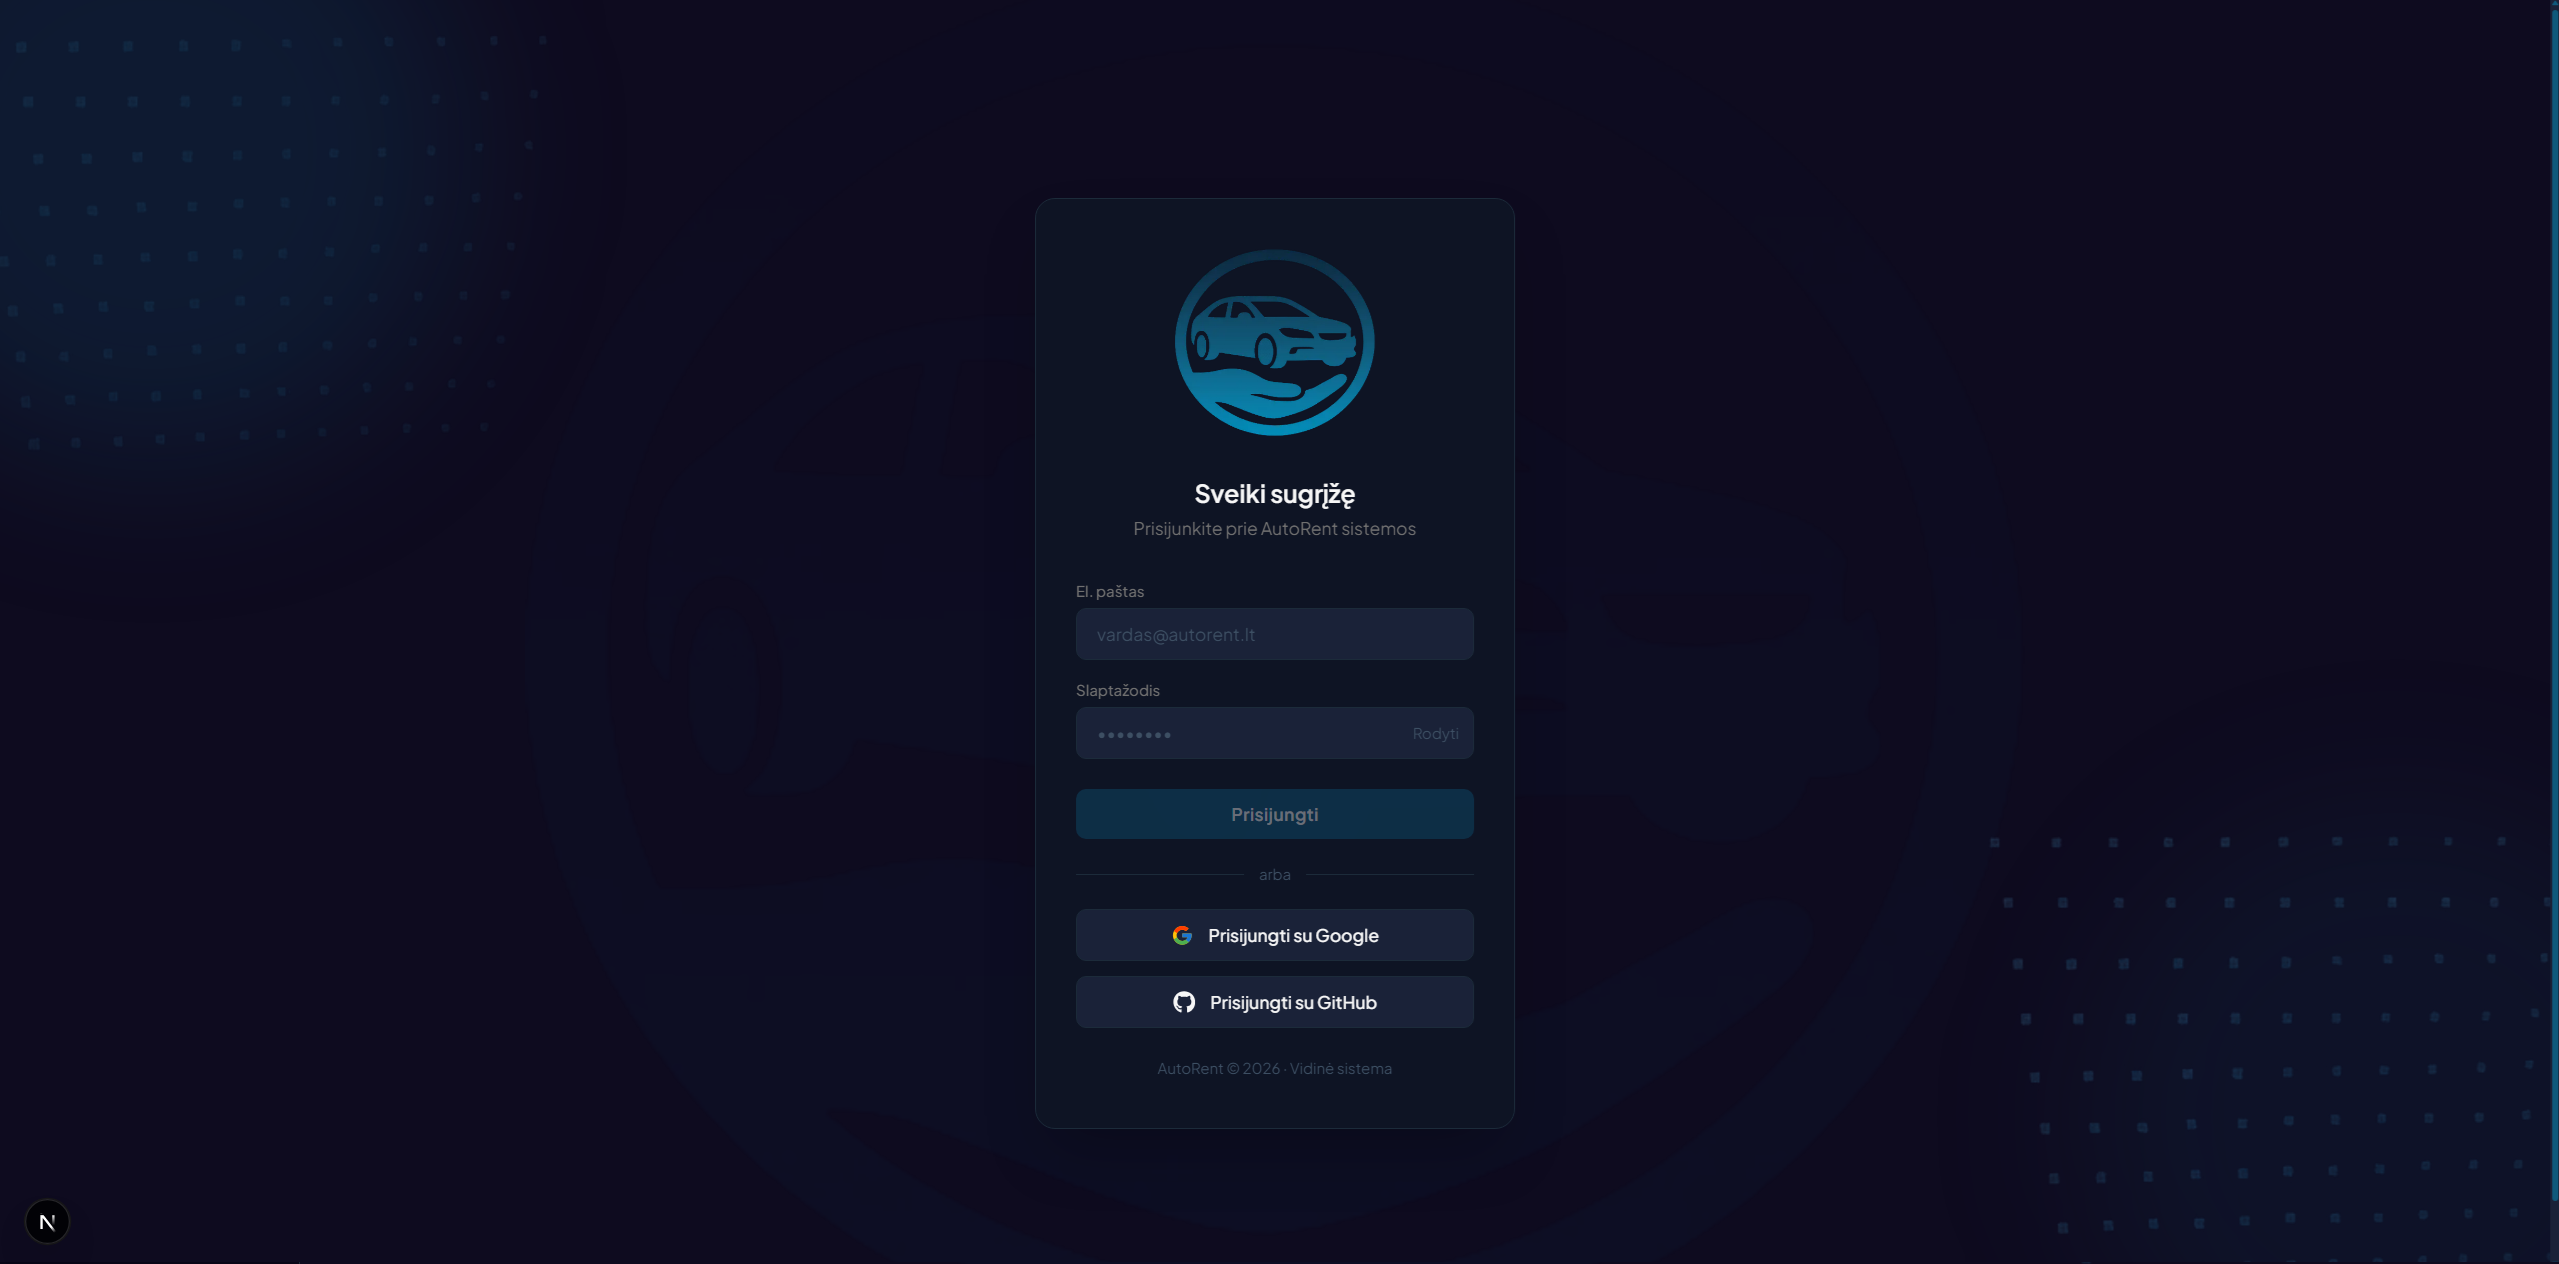 Sveiki sugrįžę
Prisijunkite prie AutoRent sistemos
El. paštas
vardas@autorent.lt
Slaptažodis
•••••••• Rodyti
Prisijungti
arba
Prisijungti su Google
Prisijungti su GitHub
AutoRent © 2026 · Vidinė sistema
N